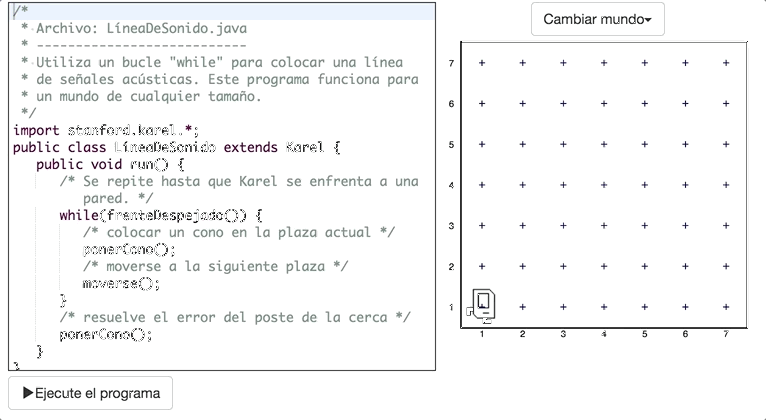 /*
* Archivo: LíneaDeSonido.java
* ---------------------------
* Utiliza un bucle "while" para colocar una línea
* de señales acústicas. Este programa funciona para
* un mundo de cualquier tamaño.
*/
import stanford.karel.*;
public class LíneaDeSonido extends Karel {
public void run() {
/* Se repite hasta que Karel se enfrenta a una
pared. */
while(frenteDespejado()) {
/* colocar un cono en la plaza actual */
ponerCono();
/* moverse a la siguiente plaza */
moverse();
}
/* resuelve el error del poste de la cerca */
ponerCono();
}
}
▶Ejecute el programa
Cambiar mundo▾
7
6
5
4
3
2
1
1 2 3 4 5 6 7